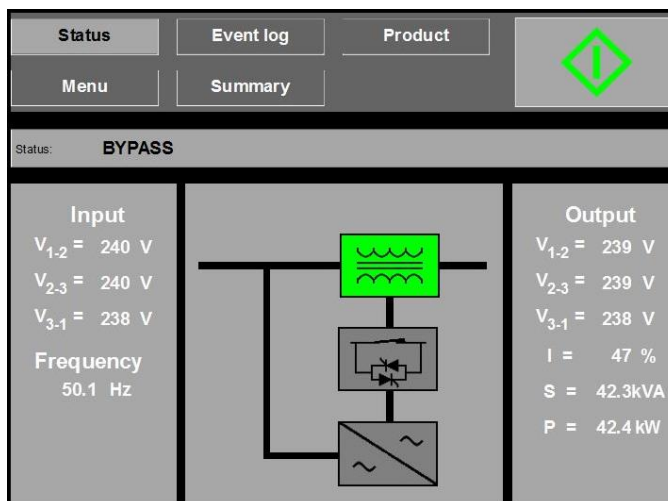 Status Event log Product
Menu Summary
Status: BYPASS
Input
V1-2 = 240 V
V2-3 = 240 V
V3-1 = 238 V
Frequency
50.1 Hz
Output
V1-2 = 239 V
V2-3 = 239 V
V3-1 = 238 V
I = 47 %
S = 42.3kVA
P = 42.4 kW